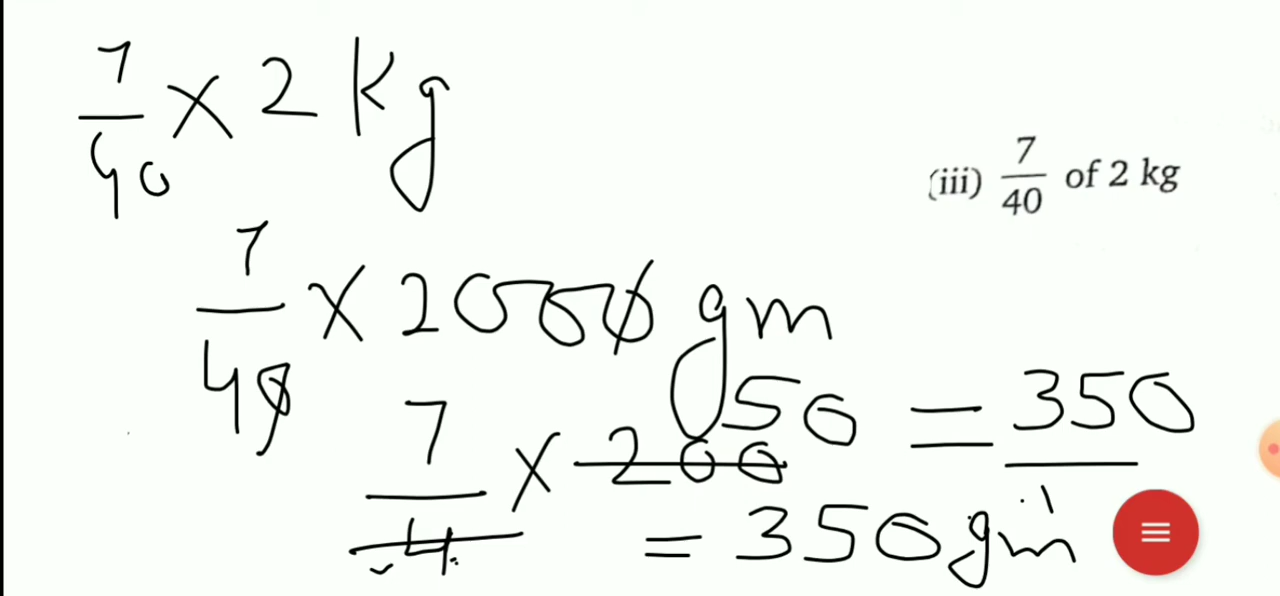 7/40 × 2 kg
(iii) 7/40 of 2 kg
7/40 × 2000 gm
7/4 × 200 50 = 350/1
= 350 gm